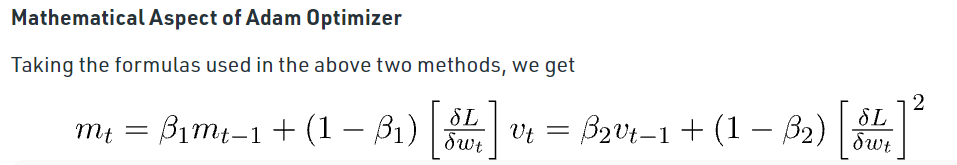 Mathematical Aspect of Adam Optimizer
Taking the formulas used in the above two methods, we get
m_t = β_1 m_{t−1} + (1 − β_1) [δL/δw_t] v_t = β_2 v_{t−1} + (1 − β_2) [δL/δw_t]^2